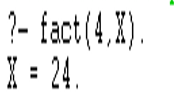 ?- fact(4,X).
X = 24.